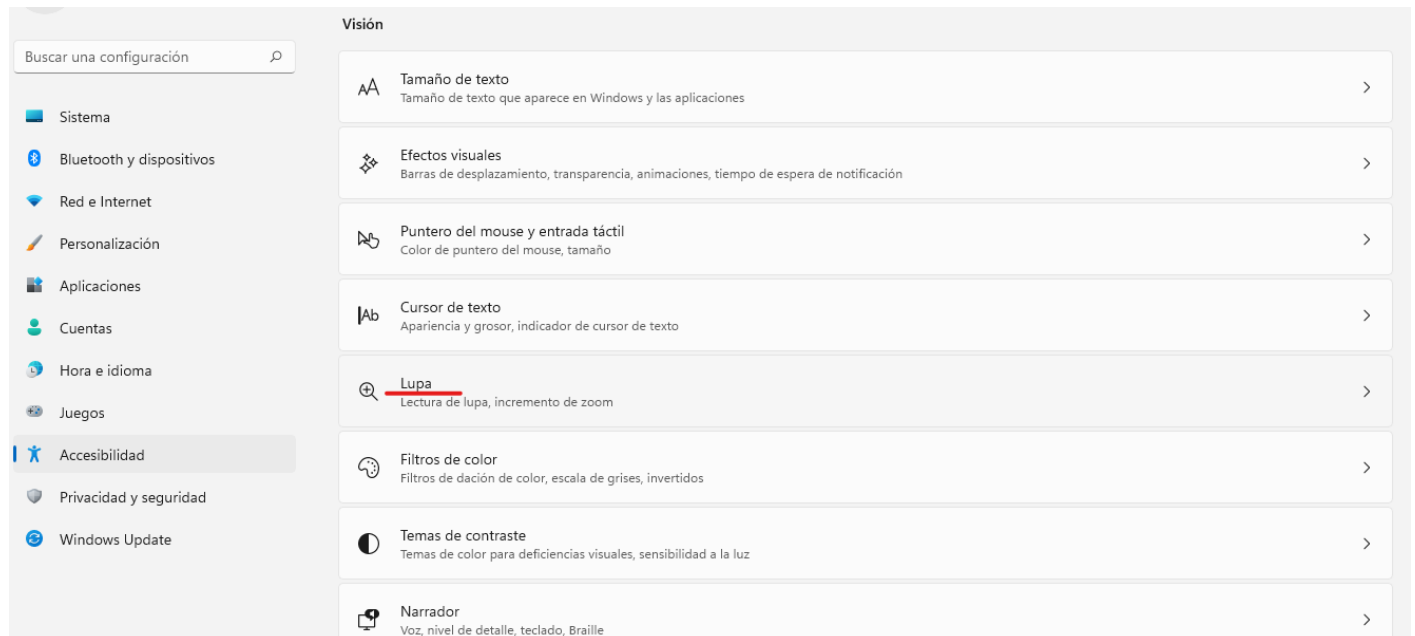 Visión
Buscar una configuración
Sistema
Bluetooth y dispositivos
Red e Internet
Personalización
Aplicaciones
Cuentas
Hora e idioma
Juegos
Accesibilidad
Privacidad y seguridad
Windows Update
Tamaño de texto
Tamaño de texto que aparece en Windows y las aplicaciones
Efectos visuales
Barras de desplazamiento, transparencia, animaciones, tiempo de espera de notificación
Puntero del mouse y entrada táctil
Color de puntero del mouse, tamaño
Cursor de texto
Apariencia y grosor, indicador de cursor de texto
Lupa
Lectura de lupa, incremento de zoom
Filtros de color
Filtros de dación de color, escala de grises, invertidos
Temas de contraste
Temas de color para deficiencias visuales, sensibilidad a la luz
Narrador
Voz, nivel de detalle, teclado, Braille